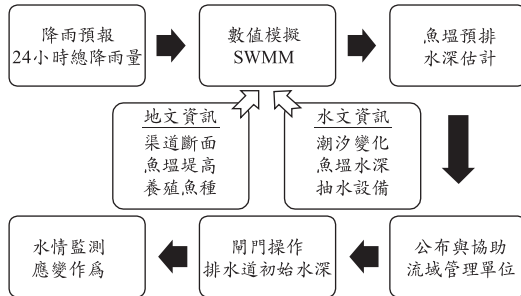 降雨預報
24小時總降雨量
數值模擬
SWMM
魚塭預排
水深估計
地文資訊
渠道斷面
魚塭堤高
養殖魚種
水文資訊
潮汐變化
魚塭水深
抽水設備
公布與協助
流域管理單位
閘門操作
排水道初始水深
水情監測
應變作為